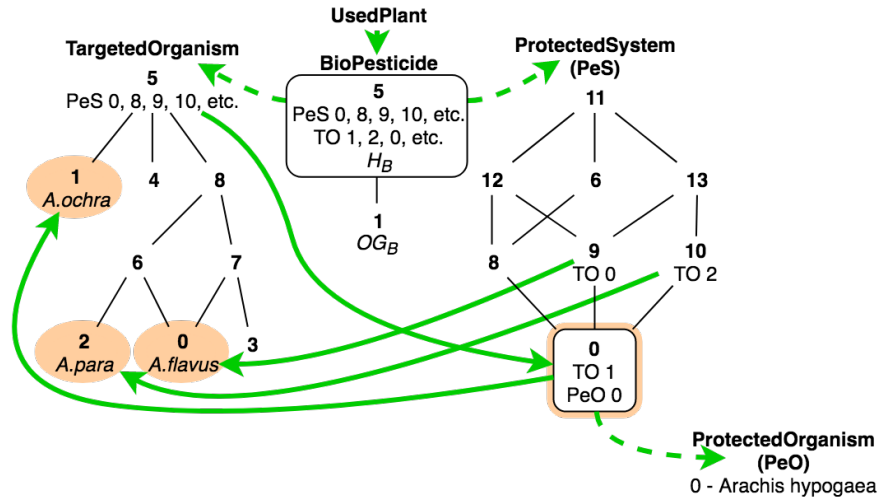 UsedPlant
TargetedOrganism
BioPesticide
ProtectedSystem
(PeS)
5
PeS 0, 8, 9, 10, etc.
5
PeS 0, 8, 9, 10, etc.
TO 1, 2, 0, etc.
H_B
11
1
A.ochra
4
8
1
OG_B
12
6
13
6
7
8
9
TO 0
10
TO 2
2
A.para
0
A.flavus
3
0
TO 1
PeO 0
ProtectedOrganism
(PeO)
0 - Arachis hypogaea